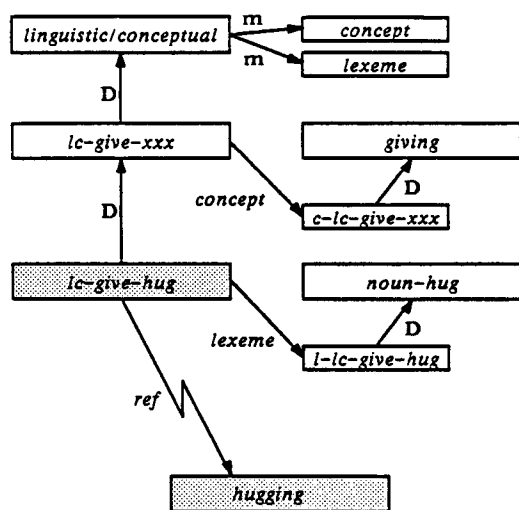 linguistic/conceptual
m
concept
m
lexeme
D
lc-give-xxx
giving
D
concept
D
c-lc-give-xxx
lc-give-hug
noun-hug
lexeme
D
l-lc-give-hug
ref
hugging